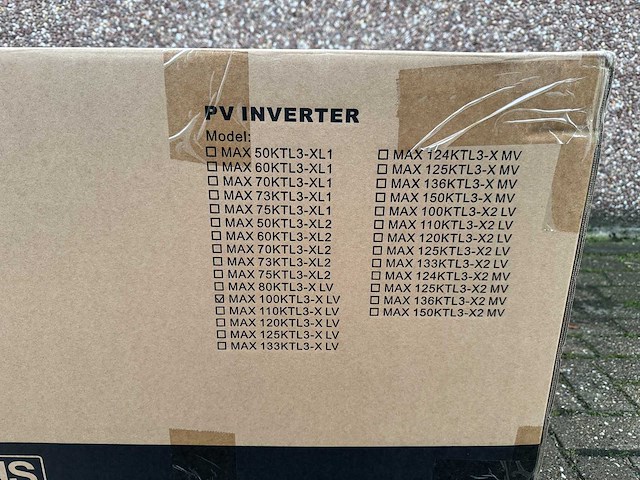 PV INVERTER
Model:
☐ MAX 50KTL3-XL1
☐ MAX 60KTL3-XL1
☐ MAX 70KTL3-XL1
☐ MAX 73KTL3-XL1
☐ MAX 75KTL3-XL1
☐ MAX 50KTL3-XL2
☐ MAX 60KTL3-XL2
☐ MAX 70KTL3-XL2
☐ MAX 73KTL3-XL2
☐ MAX 75KTL3-XL2
☐ MAX 80KTL3-X LV
☑ MAX 100KTL3-X LV
☐ MAX 110KTL3-X LV
☐ MAX 120KTL3-X LV
☐ MAX 125KTL3-X LV
☐ MAX 133KTL3-X LV
☐ MAX 124KTL3-X MV
☐ MAX 125KTL3-X MV
☐ MAX 136KTL3-X MV
☐ MAX 150KTL3-X MV
☐ MAX 100KTL3-X2 LV
☐ MAX 110KTL3-X2 LV
☐ MAX 120KTL3-X2 LV
☐ MAX 125KTL3-X2 LV
☐ MAX 133KTL3-X2 LV
☐ MAX 124KTL3-X2 MV
☐ MAX 125KTL3-X2 MV
☐ MAX 136KTL3-X2 MV
☐ MAX 150KTL3-X2 MV